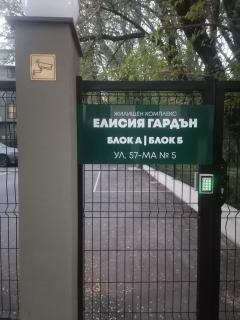 ЖИЛИЩЕН КОМПЛЕКС
ЕЛИСИЯ ГАРДЪН
БЛОК А | БЛОК Б
УЛ. 57-МА № 5